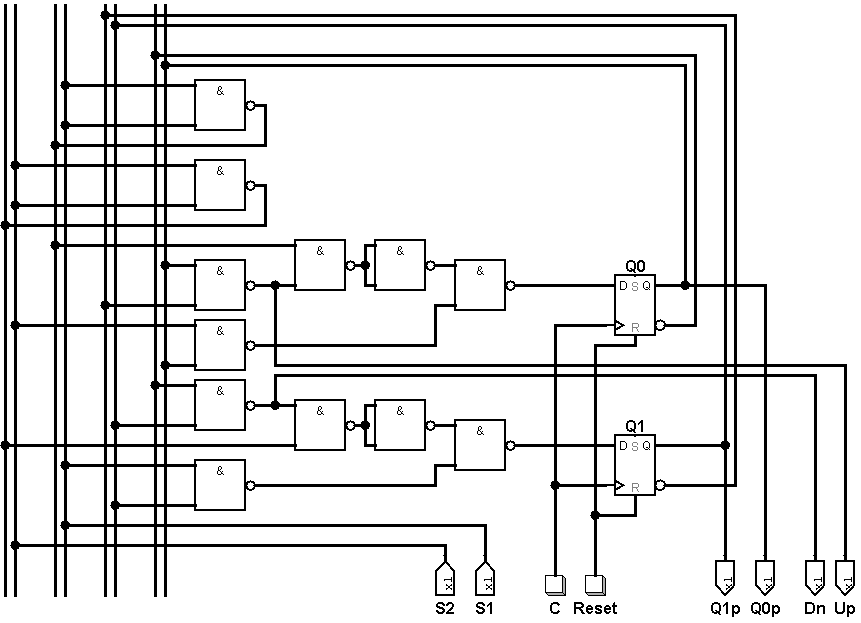 &
&
& &
& &
&
& &
& &
&
Q0
D S Q
R
Q1
D S Q
R
x1 x1 x1 x1 x1 x1
S2 S1 C Reset Q1p Q0p Dn Up